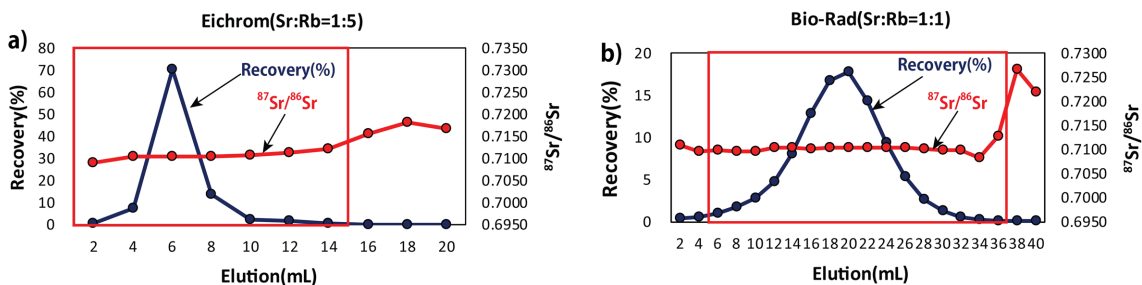 a)
Eichrom(Sr:Rb=1:5)
Recovery(%)
80
70
60
50
40
30
20
10
0
Recovery(%)
⁸⁷Sr/⁸⁶Sr
0.7350
0.7300
0.7250
0.7200
0.7150
0.7100
0.7050
0.7000
0.6950
⁸⁷Sr/⁸⁶Sr
2 4 6 8 10 12 14 16 18 20
Elution(mL)
b)
Bio-Rad(Sr:Rb=1:1)
Recovery(%)
20
15
10
5
0
Recovery(%)
⁸⁷Sr/⁸⁶Sr
0.7300
0.7250
0.7200
0.7150
0.7100
0.7050
0.7000
0.6950
⁸⁷Sr/⁸⁶Sr
2 4 6 8 10 12 14 16 18 20 22 24 26 28 30 32 34 36 38 40
Elution(mL)